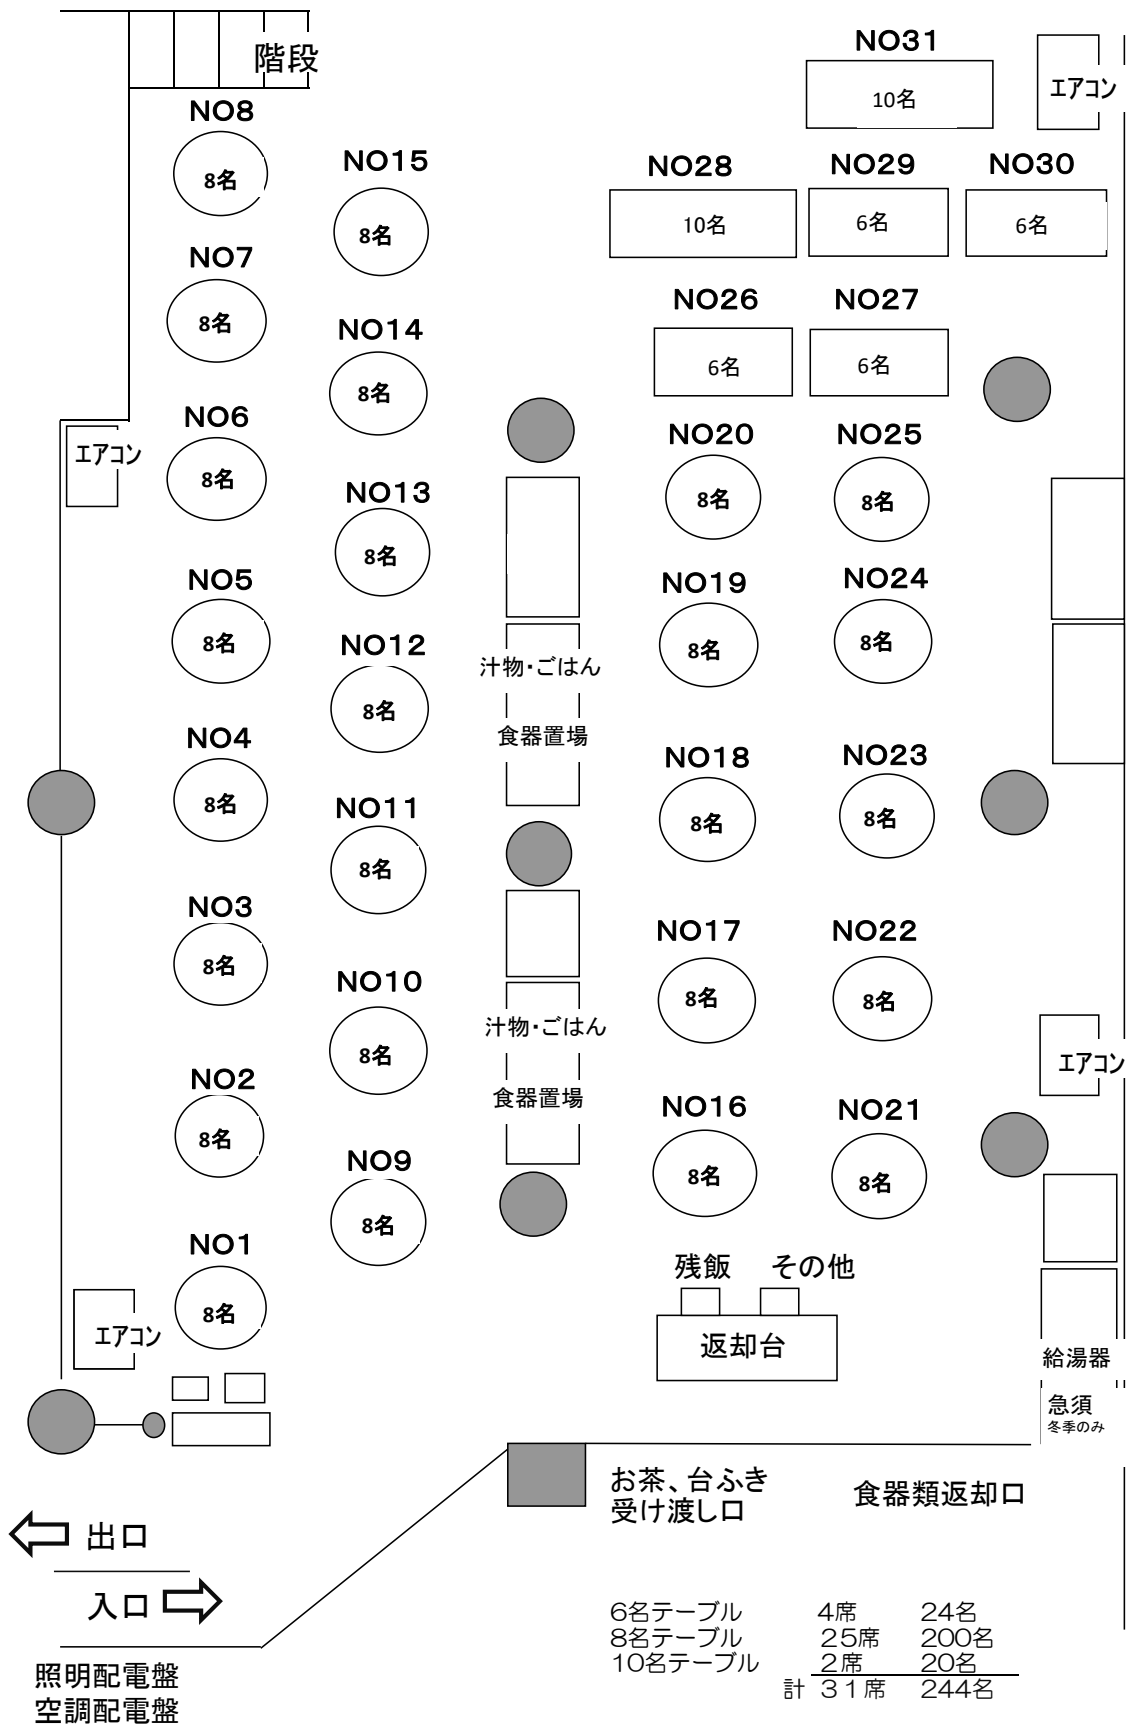 階段
NO31
10名
エアコン
NO8
8名
NO15
8名
NO28
10名
NO29
6名
NO30
6名
NO7
8名
NO14
8名
NO26
6名
NO27
6名
NO6
8名
エアコン
NO13
8名
NO20
8名
NO25
8名
NO5
8名
NO12
8名
汁物・ごはん
食器置場
NO19
8名
NO24
8名
NO4
8名
NO11
8名
NO18
8名
NO23
8名
NO3
8名
NO10
8名
汁物・ごはん
食器置場
NO17
8名
NO22
8名
エアコン
NO2
8名
NO9
8名
NO16
8名
NO21
8名
NO1
8名
エアコン
残飯 その他
返却台
給湯器
急須
冬季のみ
お茶、台ふき
受け渡し口
食器類返却口
出口
入口
照明配電盤
空調配電盤
6名テーブル 4席 24名
8名テーブル 25席 200名
10名テーブル 2席 20名
計 31席 244名